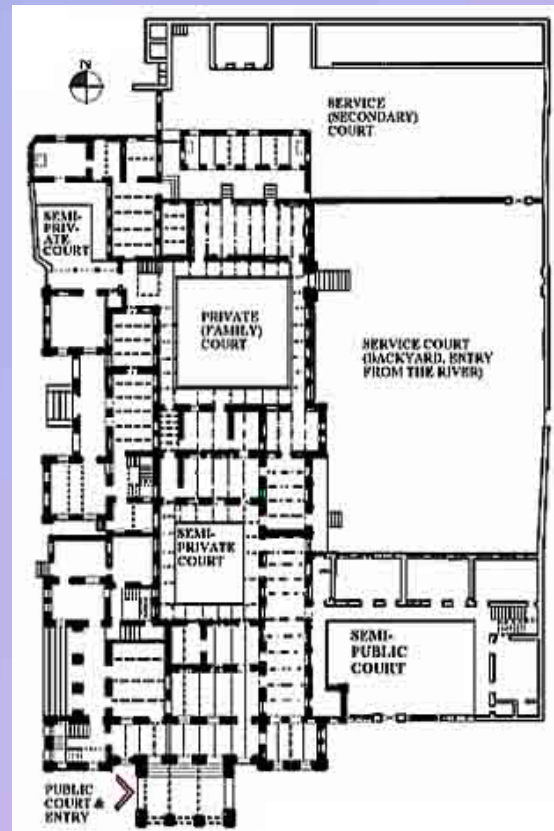 N
SERVICE
(SECONDARY)
COURT
SEMI-
PRIV-
ATE
COURT
PRIVATE
(FAMILY)
COURT
SERVICE COURT
(BACKYARD, ENTRY
FROM THE RIVER)
SEMI-
PRIVATE
COURT
SEMI-
PUBLIC
COURT
PUBLIC
COURT &
ENTRY